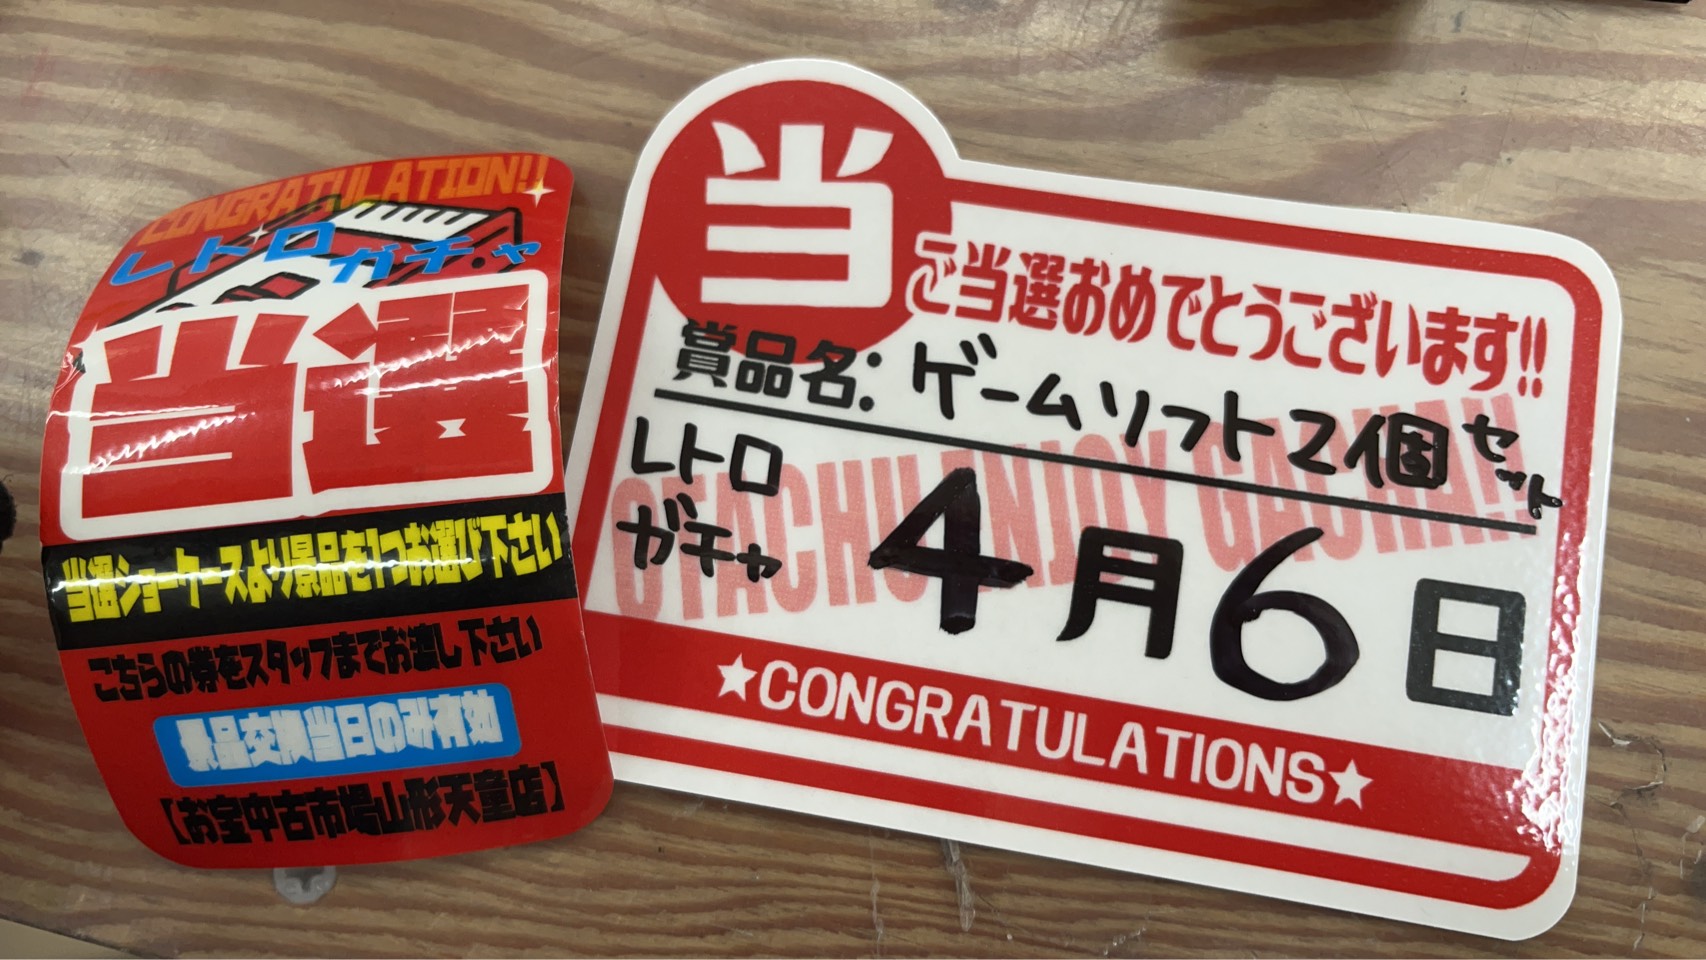 CONGRATULATION!!
レトロガチャ
当選
当選ショーケースより景品を1つお選び下さい
こちらの券をスタッフまでお渡し下さい
景品交換当日のみ有効
【お宝中古市場山形天童店】
当
ご当選おめでとうございます!!
賞品名: ゲームソフト2個セット
レトロ
ガチャ
4月6日
OTACHU ENJOY GACHA!!
★CONGRATULATIONS★